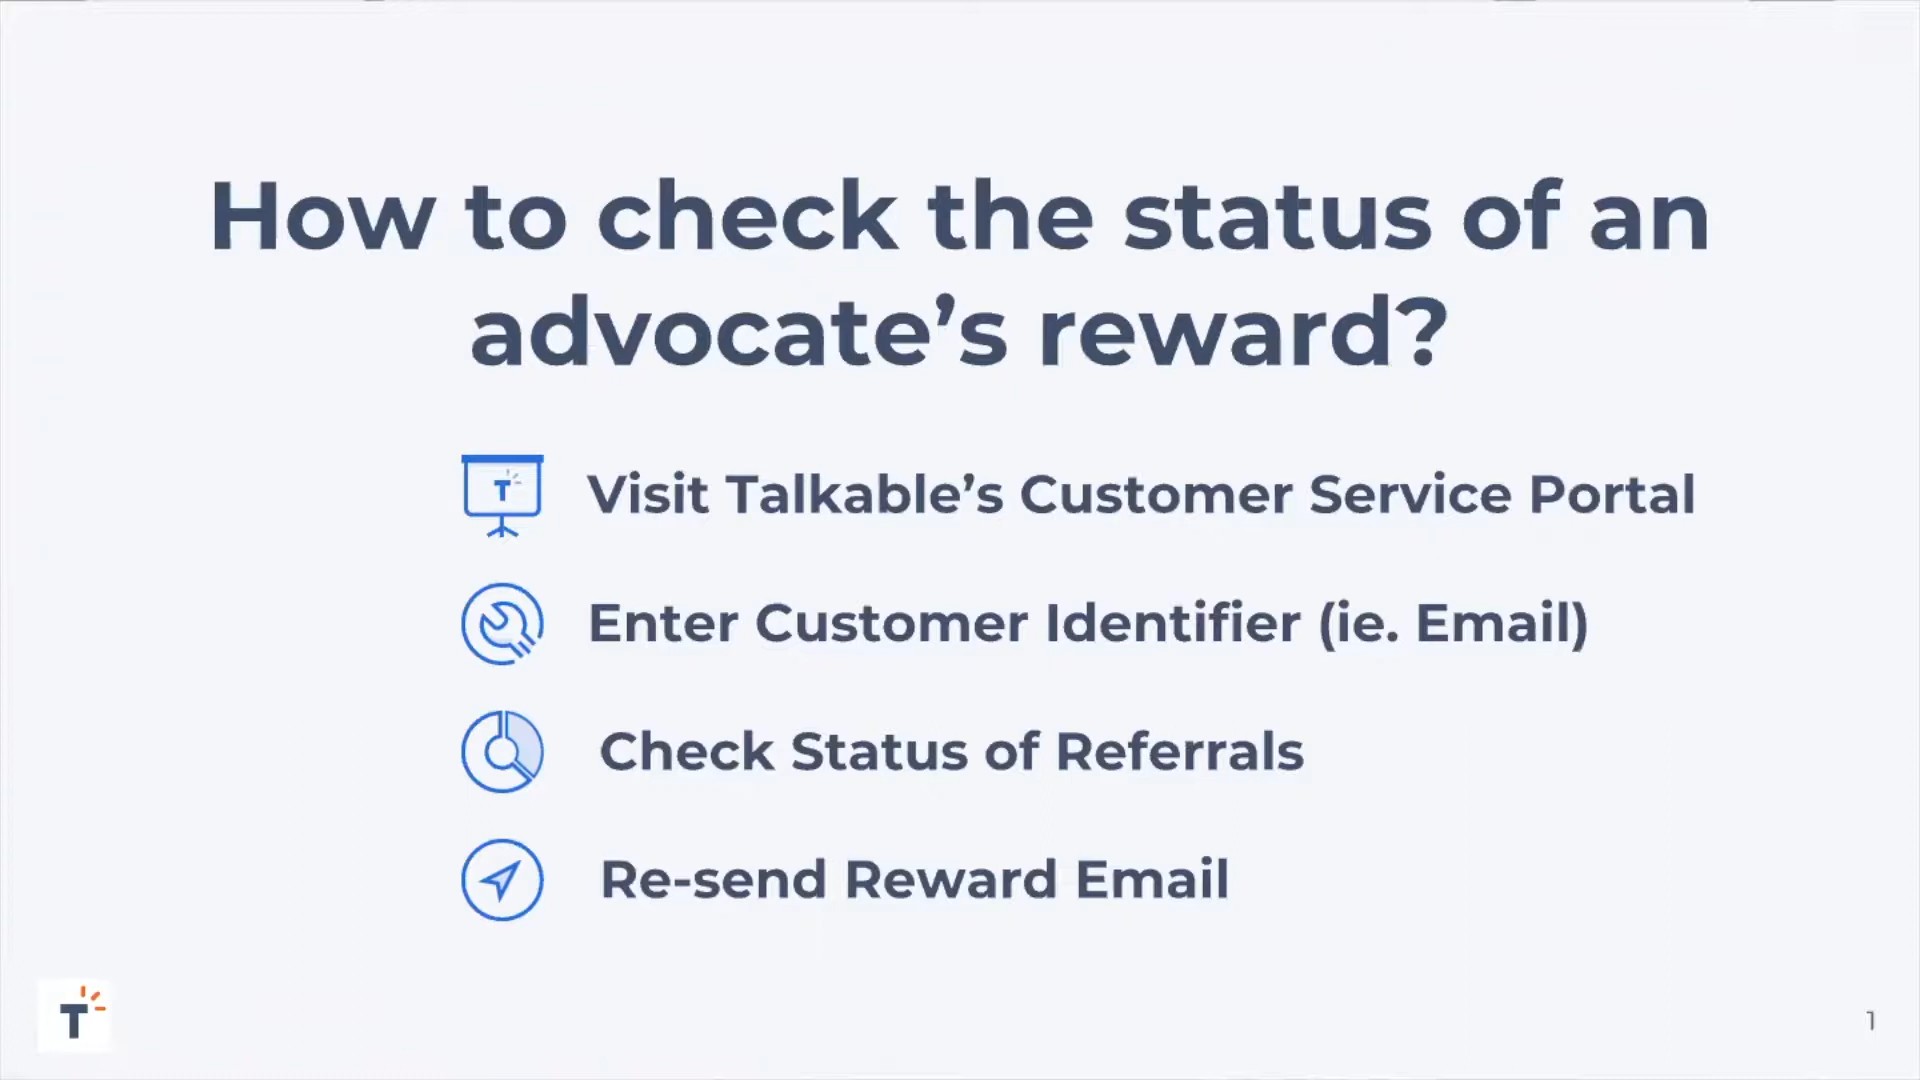 How to check the status of an
advocate’s reward?
T
Visit Talkable’s Customer Service Portal
Enter Customer Identifier (ie. Email)
Check Status of Referrals
Re-send Reward Email
T
1